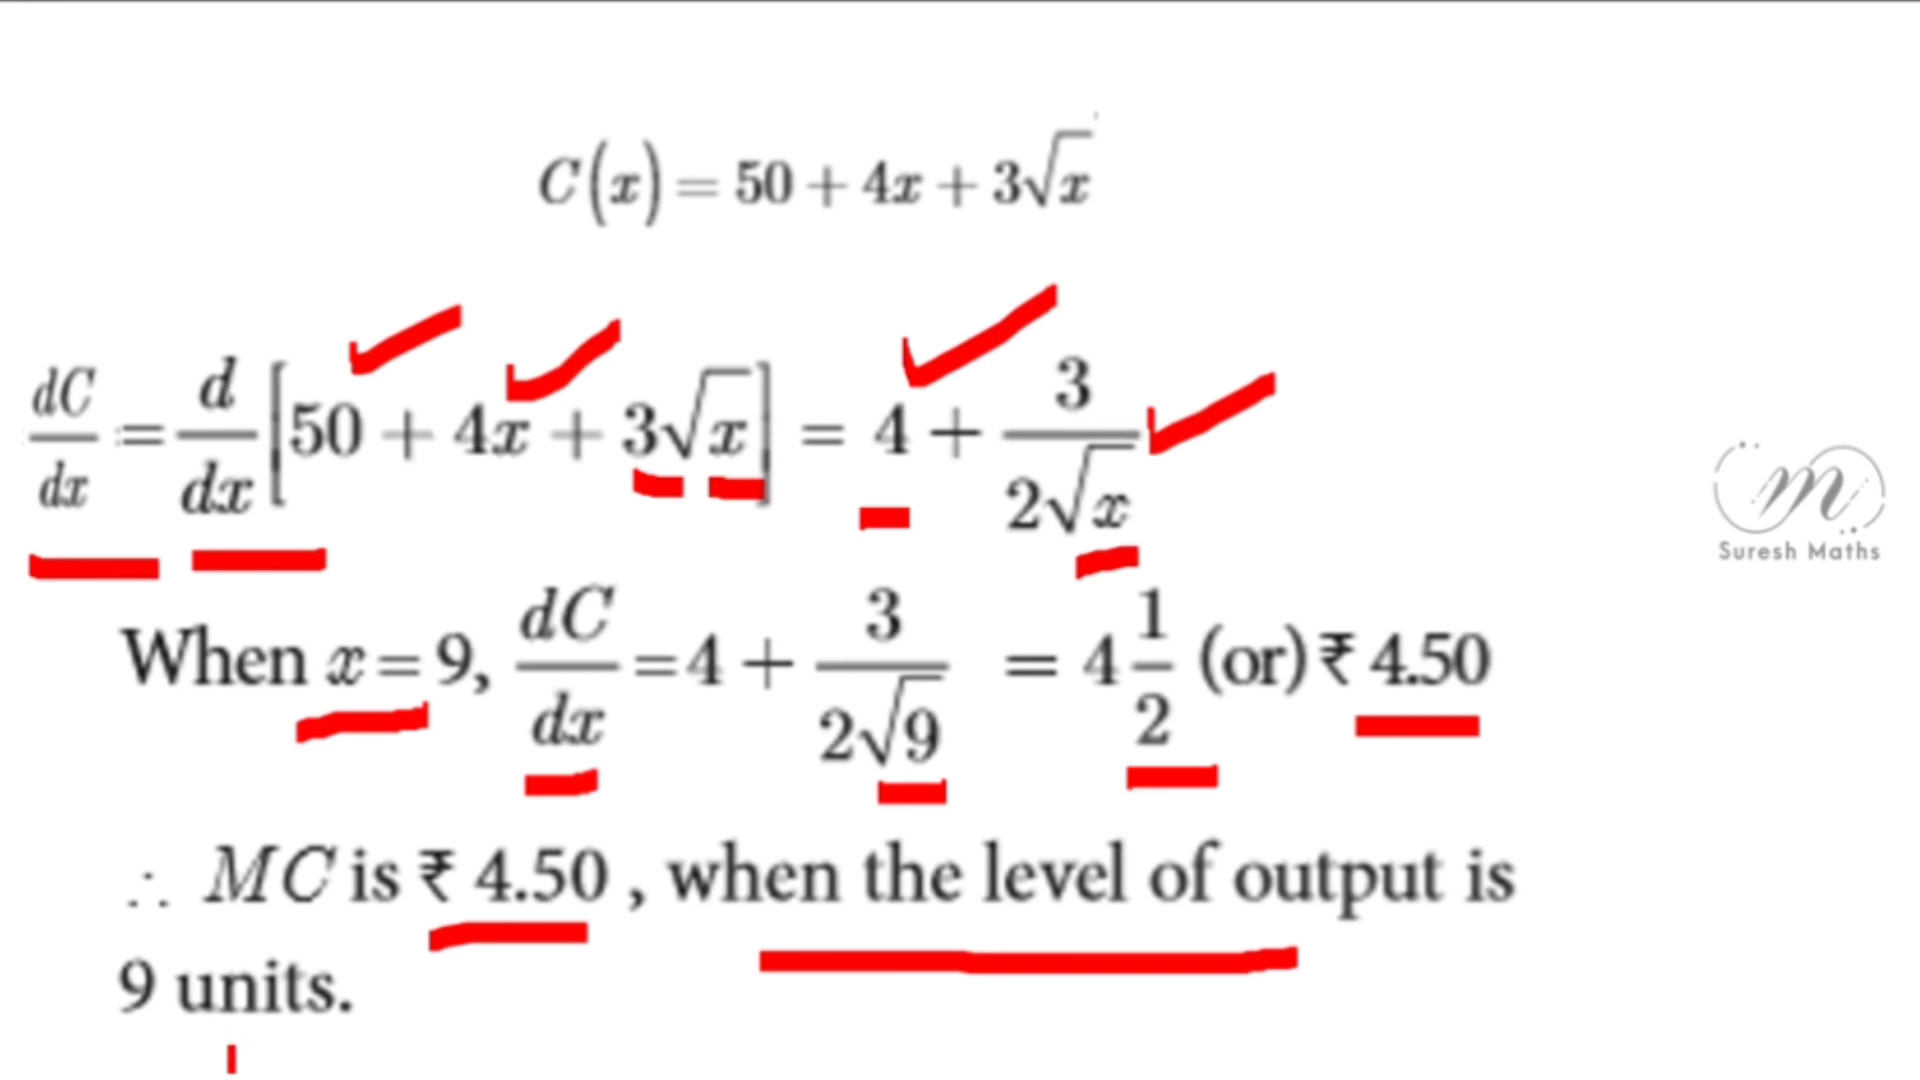 C(x) = 50 + 4x + 3√x
dC/dx = d/dx [50 + 4x + 3√x] = 4 + 3/(2√x)
When x = 9, dC/dx = 4 + 3/(2√9) = 4 1/2 (or) ₹ 4.50
∴ MC is ₹ 4.50 , when the level of output is
9 units.
m
Suresh Maths